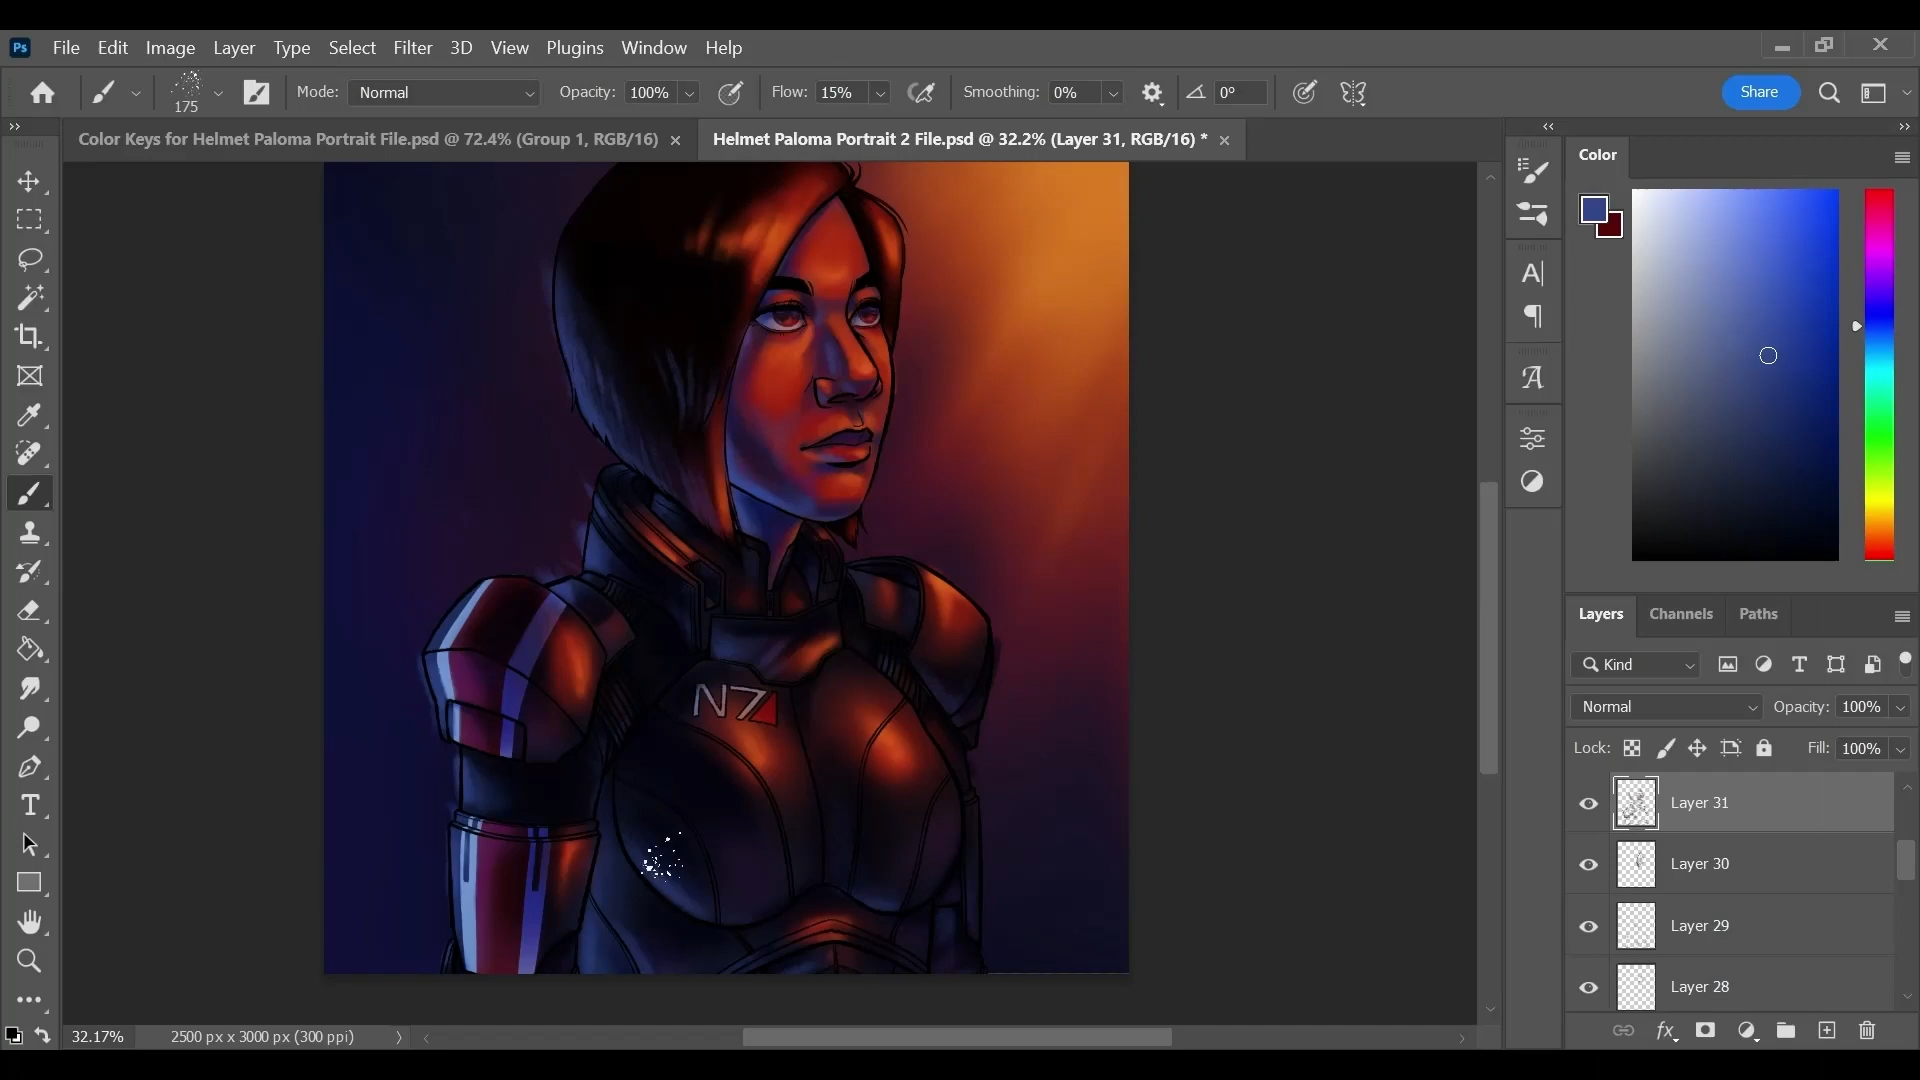 Ps File Edit Image Layer Type Select Filter 3D View Plugins Window Help
175 Mode: Normal Opacity: 100% Flow: 15% Smoothing: 0% 0° Share
Color Keys for Helmet Paloma Portrait File.psd @ 72.4% (Group 1, RGB/16) Helmet Paloma Portrait 2 File.psd @ 32.2% (Layer 31, RGB/16) *
Color
Layers Channels Paths
Kind
Normal Opacity: 100%
N7
Lock: Fill: 100%
Layer 31
Layer 30
Layer 29
Layer 28
32.17% 2500 px x 3000 px (300 ppi)